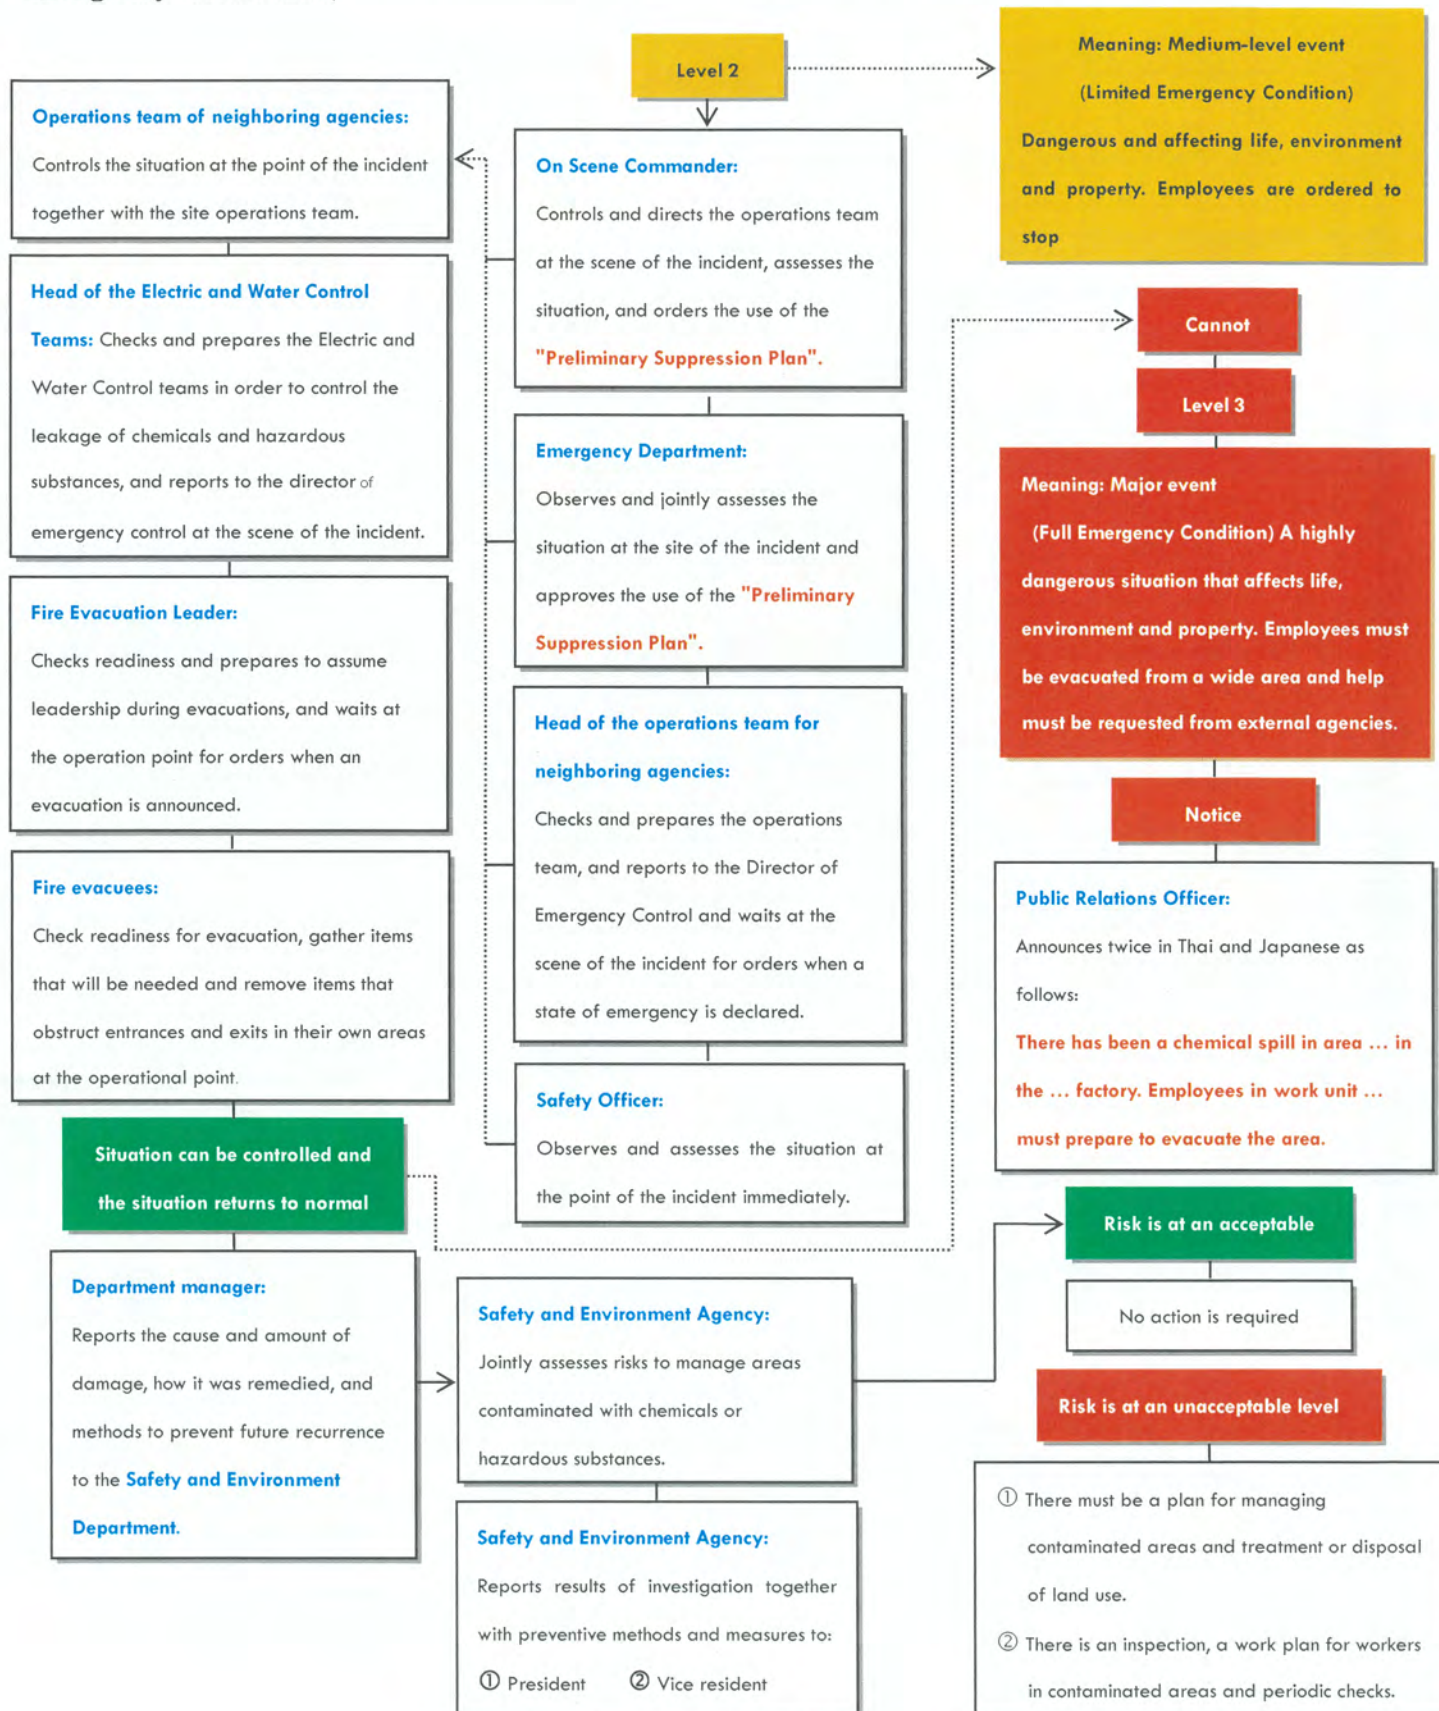 Level 2
Meaning: Medium-level event
(Limited Emergency Condition)
Dangerous and affecting life, environment
and property. Employees are ordered to
stop
Operations team of neighboring agencies:
Controls the situation at the point of the incident
together with the site operations team.
Head of the Electric and Water Control
Teams: Checks and prepares the Electric and
Water Control teams in order to control the
leakage of chemicals and hazardous
substances, and reports to the director of
emergency control at the scene of the incident.
Fire Evacuation Leader:
Checks readiness and prepares to assume
leadership during evacuations, and waits at
the operation point for orders when an
evacuation is announced.
Fire evacuees:
Check readiness for evacuation, gather items
that will be needed and remove items that
obstruct entrances and exits in their own areas
at the operational point.
Situation can be controlled and
the situation returns to normal
Department manager:
Reports the cause and amount of
damage, how it was remedied, and
methods to prevent future recurrence
to the Safety and Environment
Department.
On Scene Commander:
Controls and directs the operations team
at the scene of the incident, assesses the
situation, and orders the use of the
"Preliminary Suppression Plan".
Emergency Department:
Observes and jointly assesses the
situation at the site of the incident and
approves the use of the "Preliminary
Suppression Plan".
Head of the operations team for
neighboring agencies:
Checks and prepares the operations
team, and reports to the Director of
Emergency Control and waits at the
scene of the incident for orders when a
state of emergency is declared.
Safety Officer:
Observes and assesses the situation at
the point of the incident immediately.
Safety and Environment Agency:
Jointly assesses risks to manage areas
contaminated with chemicals or
hazardous substances.
Safety and Environment Agency:
Reports results of investigation together
with preventive methods and measures to:
① President ② Vice resident
Cannot
Level 3
Meaning: Major event
(Full Emergency Condition) A highly
dangerous situation that affects life,
environment and property. Employees must
be evacuated from a wide area and help
must be requested from external agencies.
Notice
Public Relations Officer:
Announces twice in Thai and Japanese as
follows:
There has been a chemical spill in area ... in
the ... factory. Employees in work unit ...
must prepare to evacuate the area.
Risk is at an acceptable
No action is required
Risk is at an unacceptable level
① There must be a plan for managing
contaminated areas and treatment or disposal
of land use.
② There is an inspection, a work plan for workers
in contaminated areas and periodic checks.